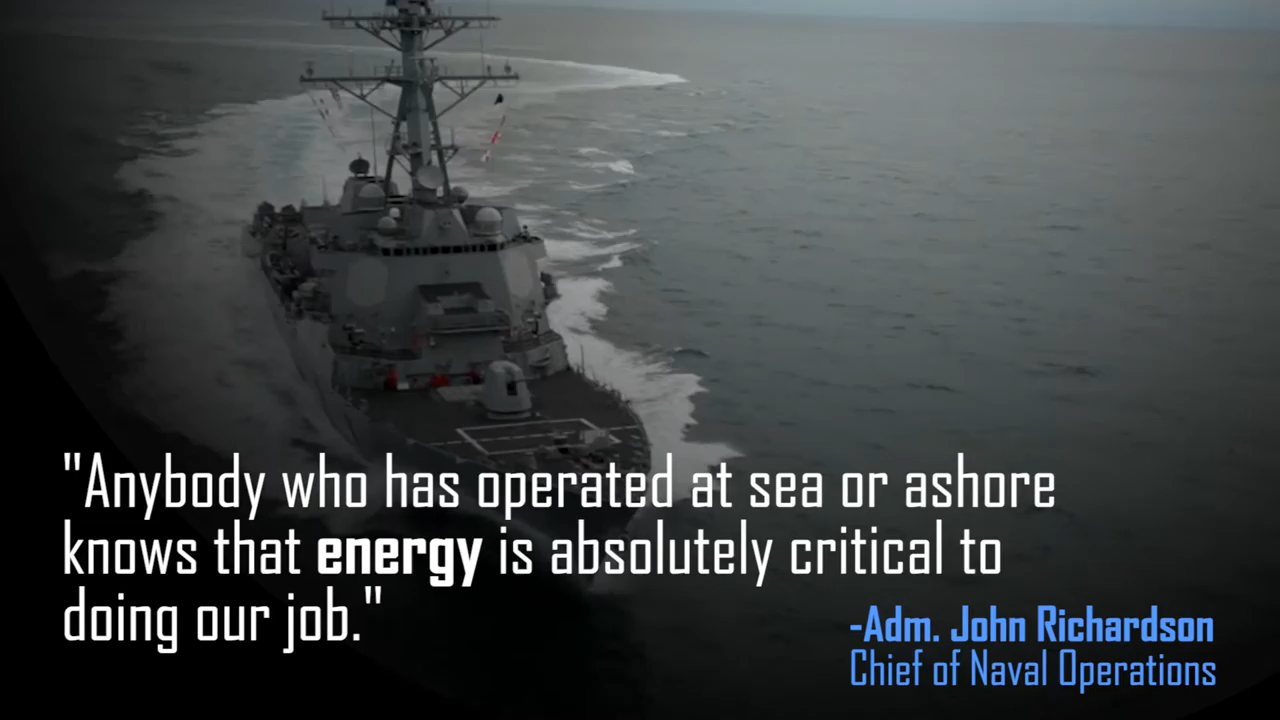 "Anybody who has operated at sea or ashore
knows that energy is absolutely critical to
doing our job."
-Adm. John Richardson
Chief of Naval Operations